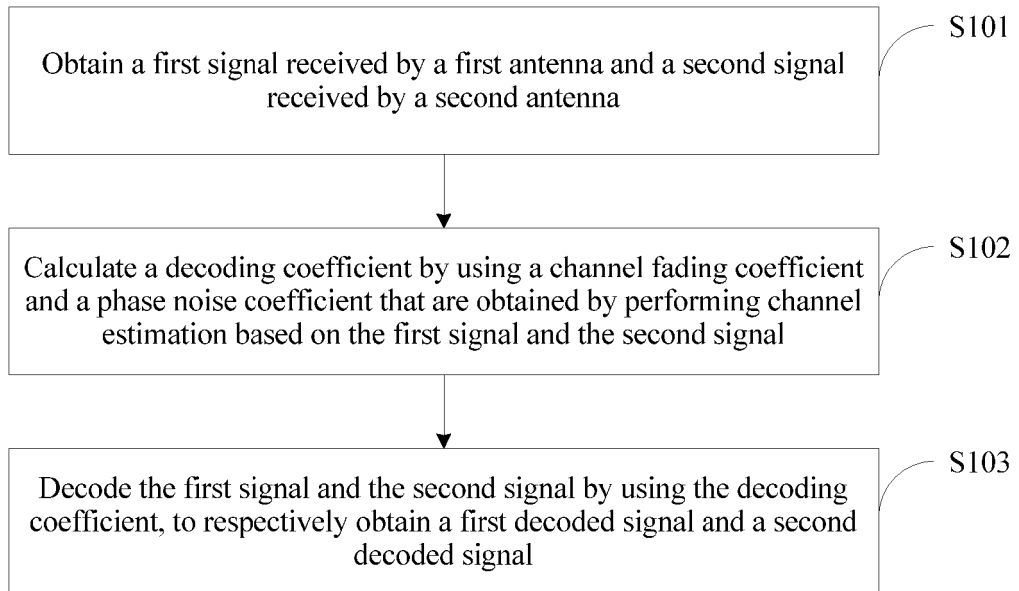 S101
Obtain a first signal received by a first antenna and a second signal
received by a second antenna
S102
Calculate a decoding coefficient by using a channel fading coefficient
and a phase noise coefficient that are obtained by performing channel
estimation based on the first signal and the second signal
S103
Decode the first signal and the second signal by using the decoding
coefficient, to respectively obtain a first decoded signal and a second
decoded signal